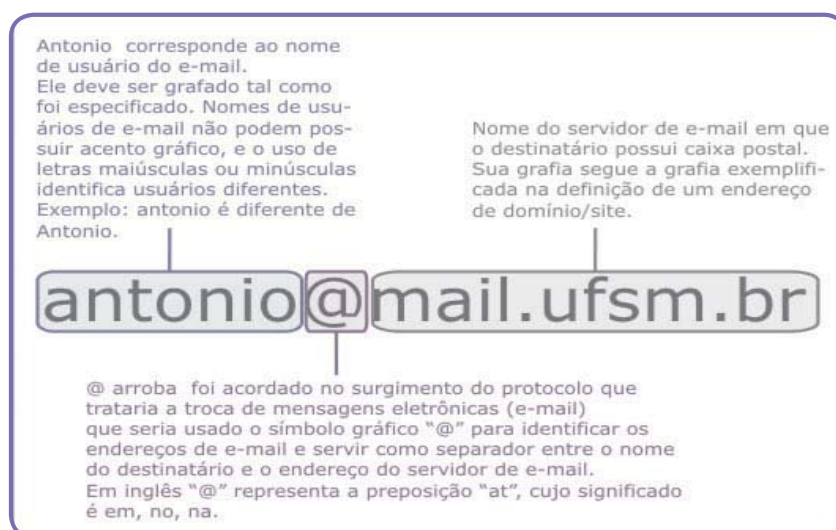 Antonio  corresponde ao nome
de usuário do e-mail.
Ele deve ser grafado tal como
foi especificado. Nomes de usu-
ários de e-mail não podem pos-
suir acento gráfico, e o uso de
letras maiúsculas ou minúsculas
identifica usuários diferentes.
Exemplo: antonio é diferente de
Antonio.
Nome do servidor de e-mail em que
o destinatário possui caixa postal.
Sua grafia segue a grafia exemplifi-
cada na definição de um endereço
de domínio/site.
antonio@mail.ufsm.br
@ arroba  foi acordado no surgimento do protocolo que
trataria a troca de mensagens eletrônicas (e-mail)
que seria usado o símbolo gráfico “@” para identificar os
endereços de e-mail e servir como separador entre o nome
do destinatário e o endereço do servidor de e-mail.
Em inglês “@” representa a preposição “at”, cujo significado
é em, no, na.